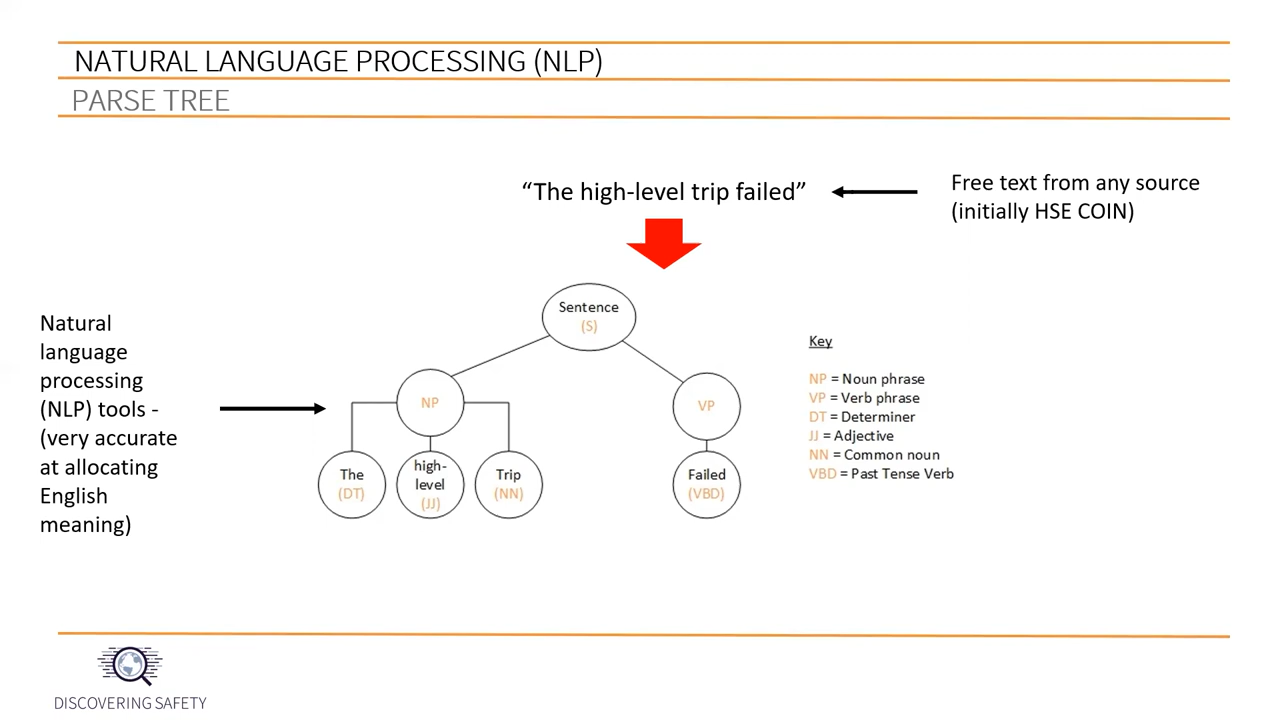 NATURAL LANGUAGE PROCESSING (NLP)
PARSE TREE
“The high-level trip failed”
Free text from any source
(initially HSE COIN)
Natural
language
processing
(NLP) tools -
(very accurate
at allocating
English
meaning)
Sentence
(S)
NP
VP
The
(DT)
high-
level
(JJ)
Trip
(NN)
Failed
(VBD)
Key
NP = Noun phrase
VP = Verb phrase
DT = Determiner
JJ = Adjective
NN = Common noun
VBD = Past Tense Verb
DISCOVERING SAFETY